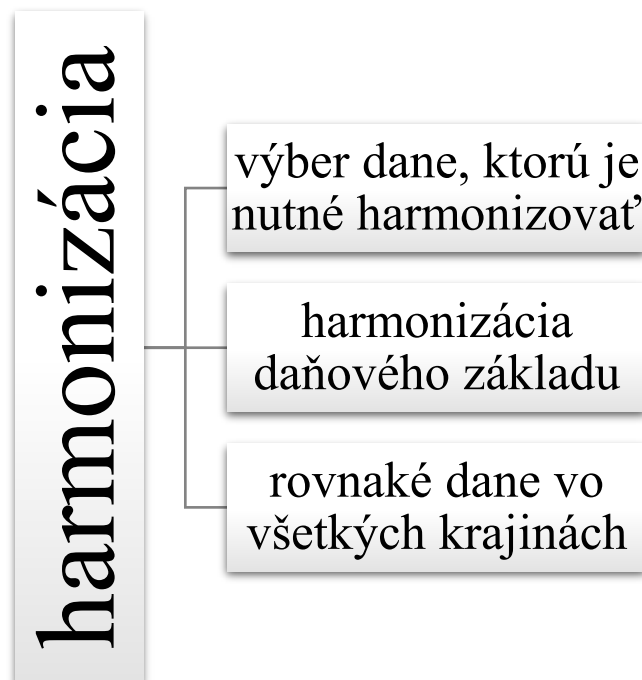 harmonizácia
výber dane, ktorú je
nutné harmonizovať
harmonizácia
daňového základu
rovnaké dane vo
všetkých krajinách